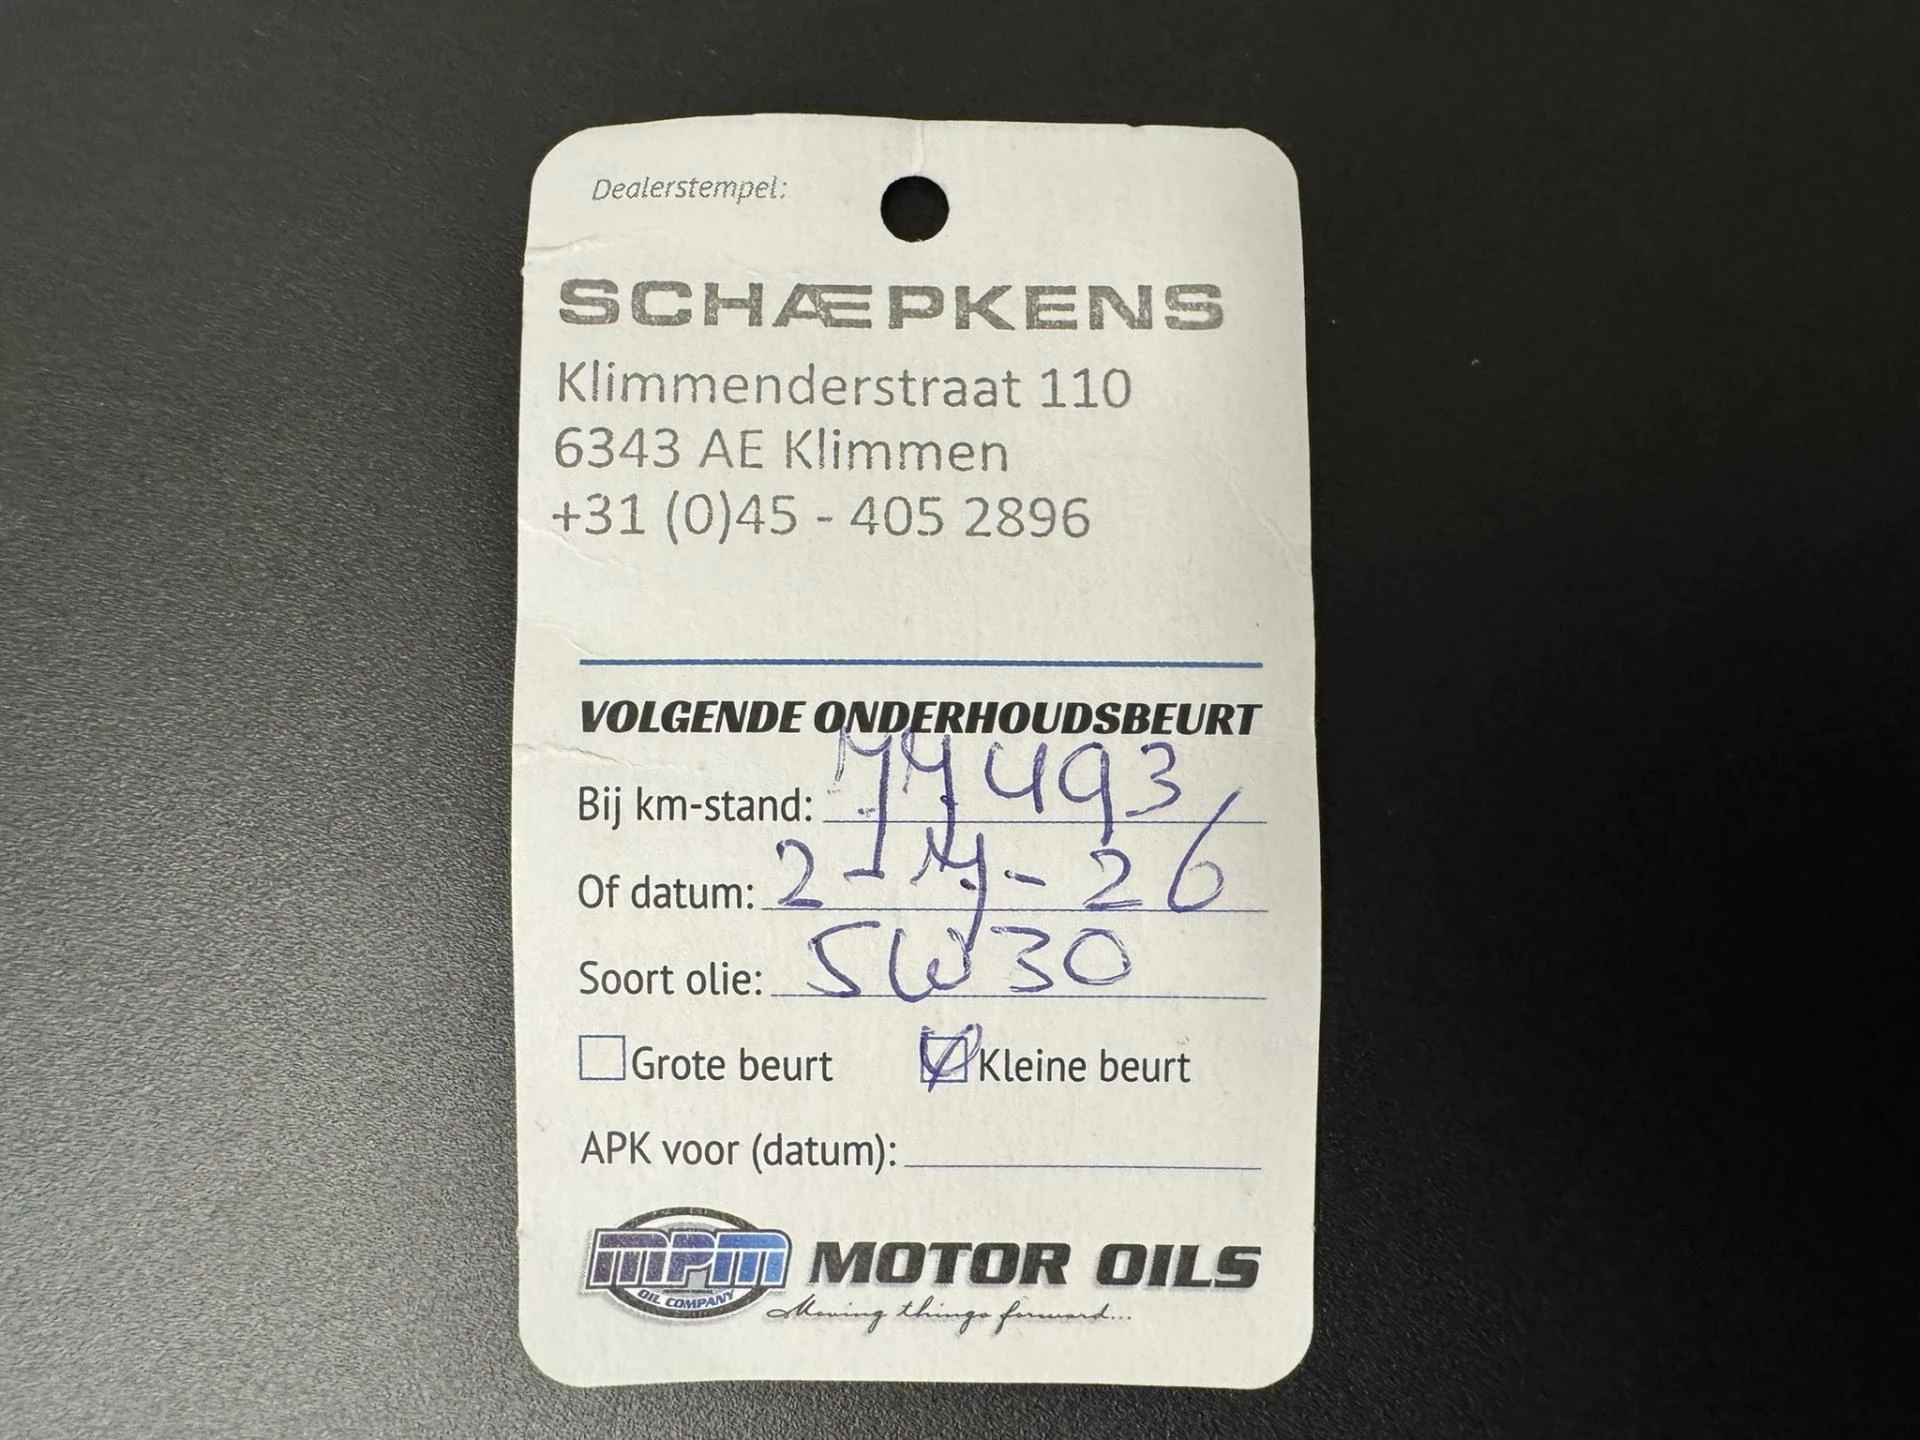 Dealerstempel:
SCHÆPKENS
Klimmenderstraat 110
6343 AE Klimmen
+31 (0)45 - 405 2896
VOLGENDE ONDERHOUDSBEURT
Bij km-stand: 77493
Of datum: 2-7-26
Soort olie: 5W30
Grote beurt Kleine beurt
APK voor (datum):
MPM MOTOR OILS
OIL COMPANY
Moving things forward...